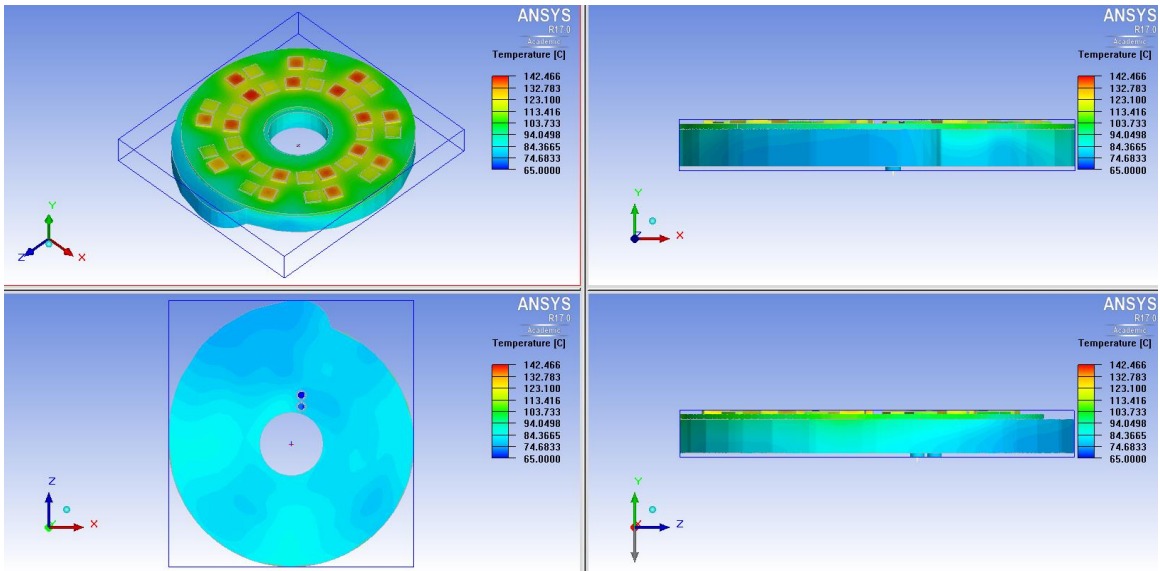 ANSYS
R17.0
Academic
Temperature [C]
142.466
132.783
123.100
113.416
103.733
94.0498
84.3665
74.6833
65.0000
Y
Z
X
ANSYS
R17.0
Academic
Temperature [C]
142.466
132.783
123.100
113.416
103.733
94.0498
84.3665
74.6833
65.0000
Y
Z
X
ANSYS
R17.0
Academic
Temperature [C]
142.466
132.783
123.100
113.416
103.733
94.0498
84.3665
74.6833
65.0000
Z
Y
X
ANSYS
R17.0
Academic
Temperature [C]
142.466
132.783
123.100
113.416
103.733
94.0498
84.3665
74.6833
65.0000
Y
X
Z